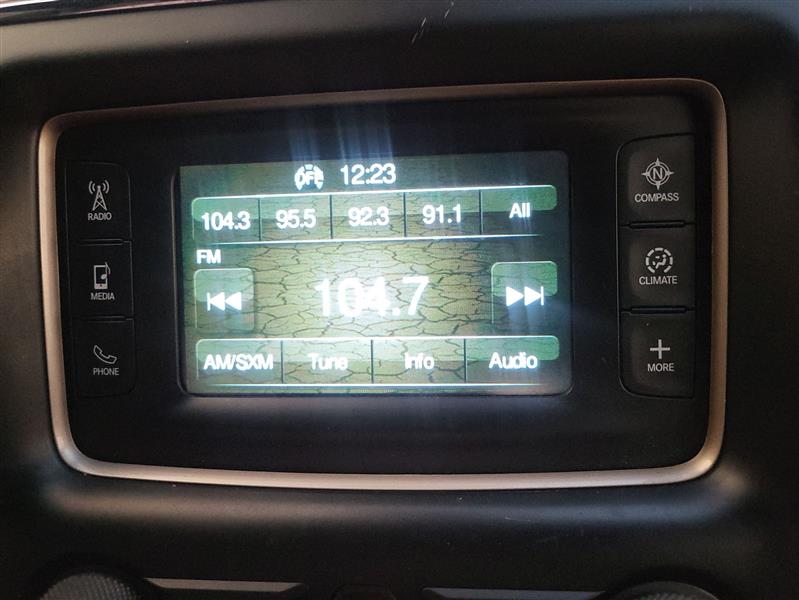 OFF 12:23
104.3 95.5 92.3 91.1 All
FM
104.7
AM/SXM Tune Info Audio
RADIO
MEDIA
PHONE
N
COMPASS
CLIMATE
MORE